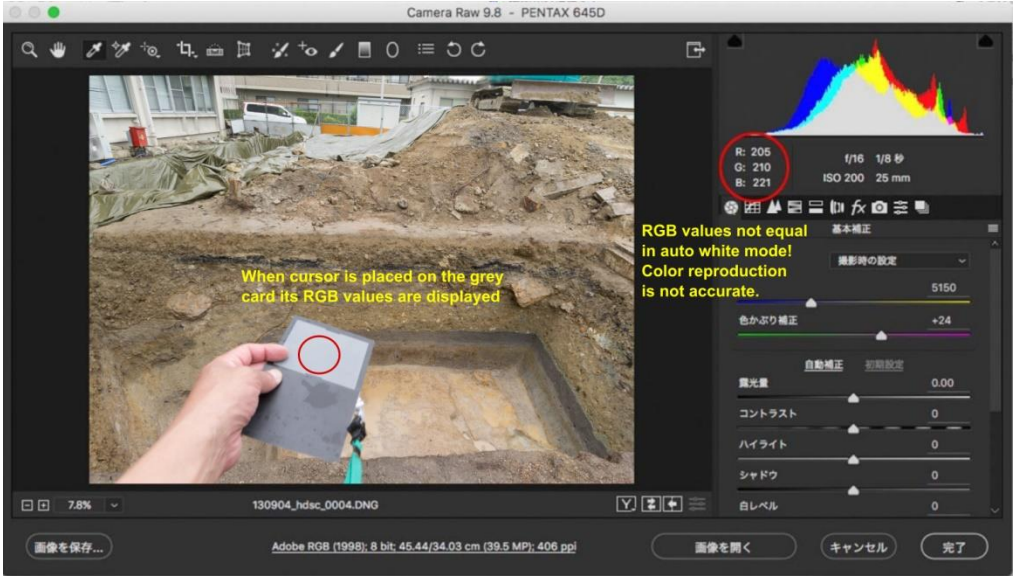 Camera Raw 9.8 - PENTAX 645D
R: 205
G: 210
B: 221
f/16 1/8 秒
ISO 200 25 mm
RGB values not equal
in auto white mode!
Color reproduction
is not accurate.
When cursor is placed on the grey
card its RGB values are displayed
基本補正
撮影時の設定
5150
色かぶり補正 +24
自動補正 初期設定
露光量 0.00
コントラスト 0
ハイライト 0
シャドウ 0
白レベル 0
7.8%
130904_hdsc_0004.DNG
画像を保存...
Adobe RGB (1998); 8 bit; 45.44/34.03 cm (39.5 MP); 406 ppi
画像を開く
キャンセル
完了